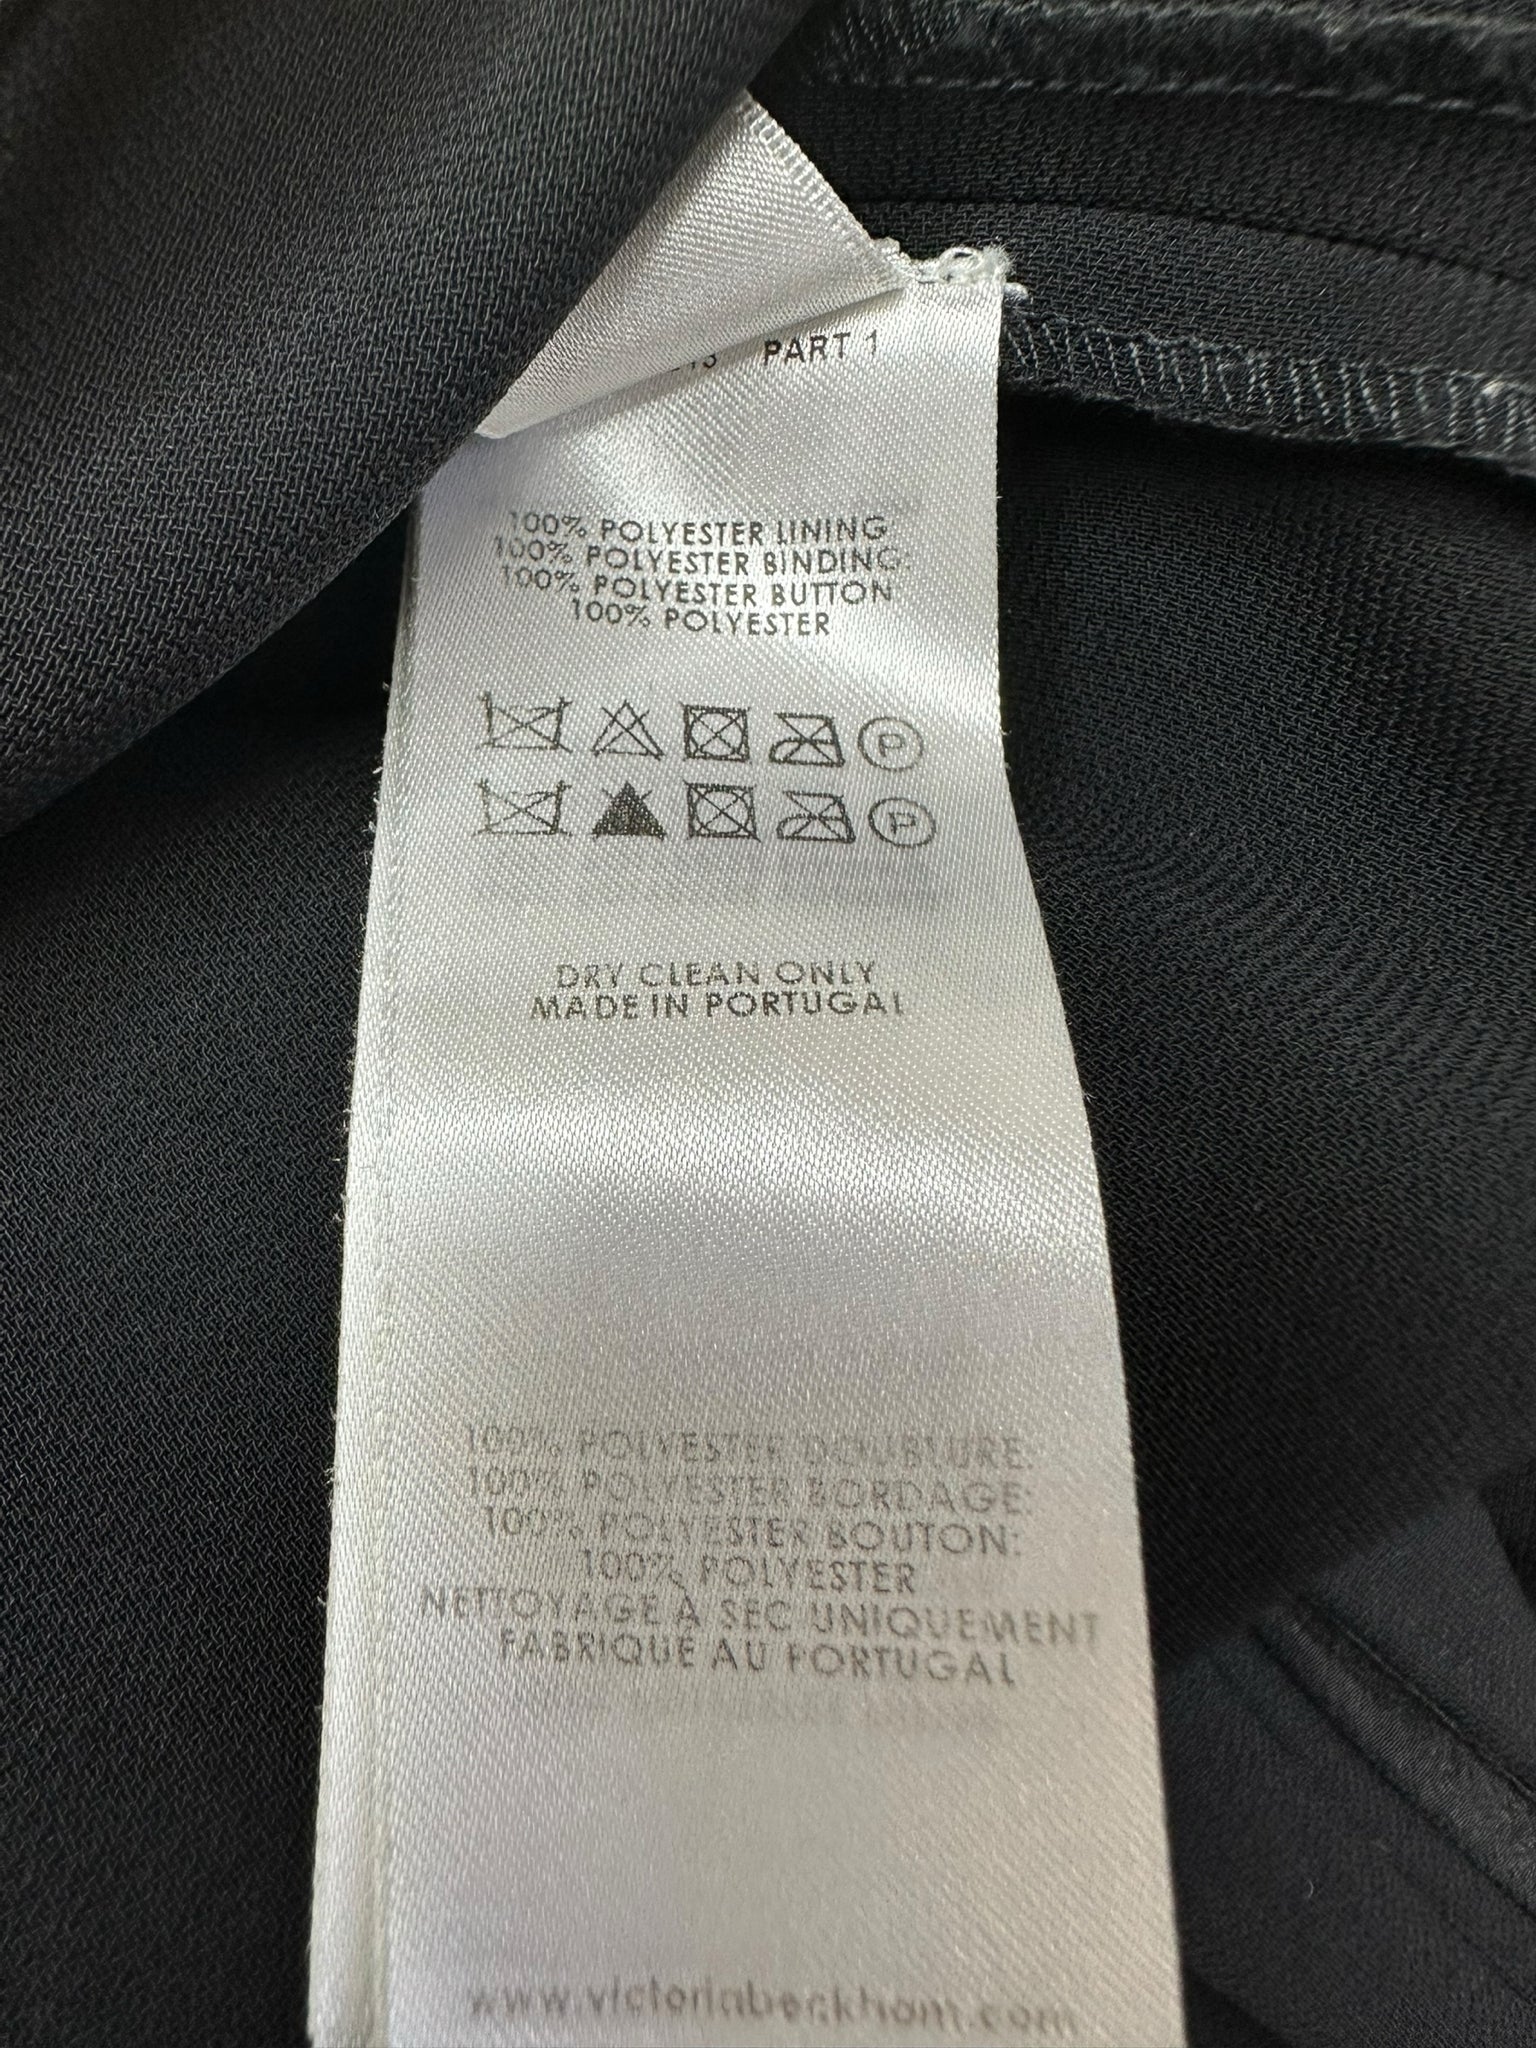 PART 1
100% POLYESTER LINING
100% POLYESTER BINDING:
100% POLYESTER BUTTON
100% POLYESTER
P
P
DRY CLEAN ONLY
MADE IN PORTUGAL
100% POLYESTER DOUBLURE:
100% POLYESTER BORDAGE:
100% POLYESTER BOUTON:
100% POLYESTER
NETTOYAGE À SEC UNIQUEMENT
FABRIQUÉ AU PORTUGAL
www.victoriabeckham.com